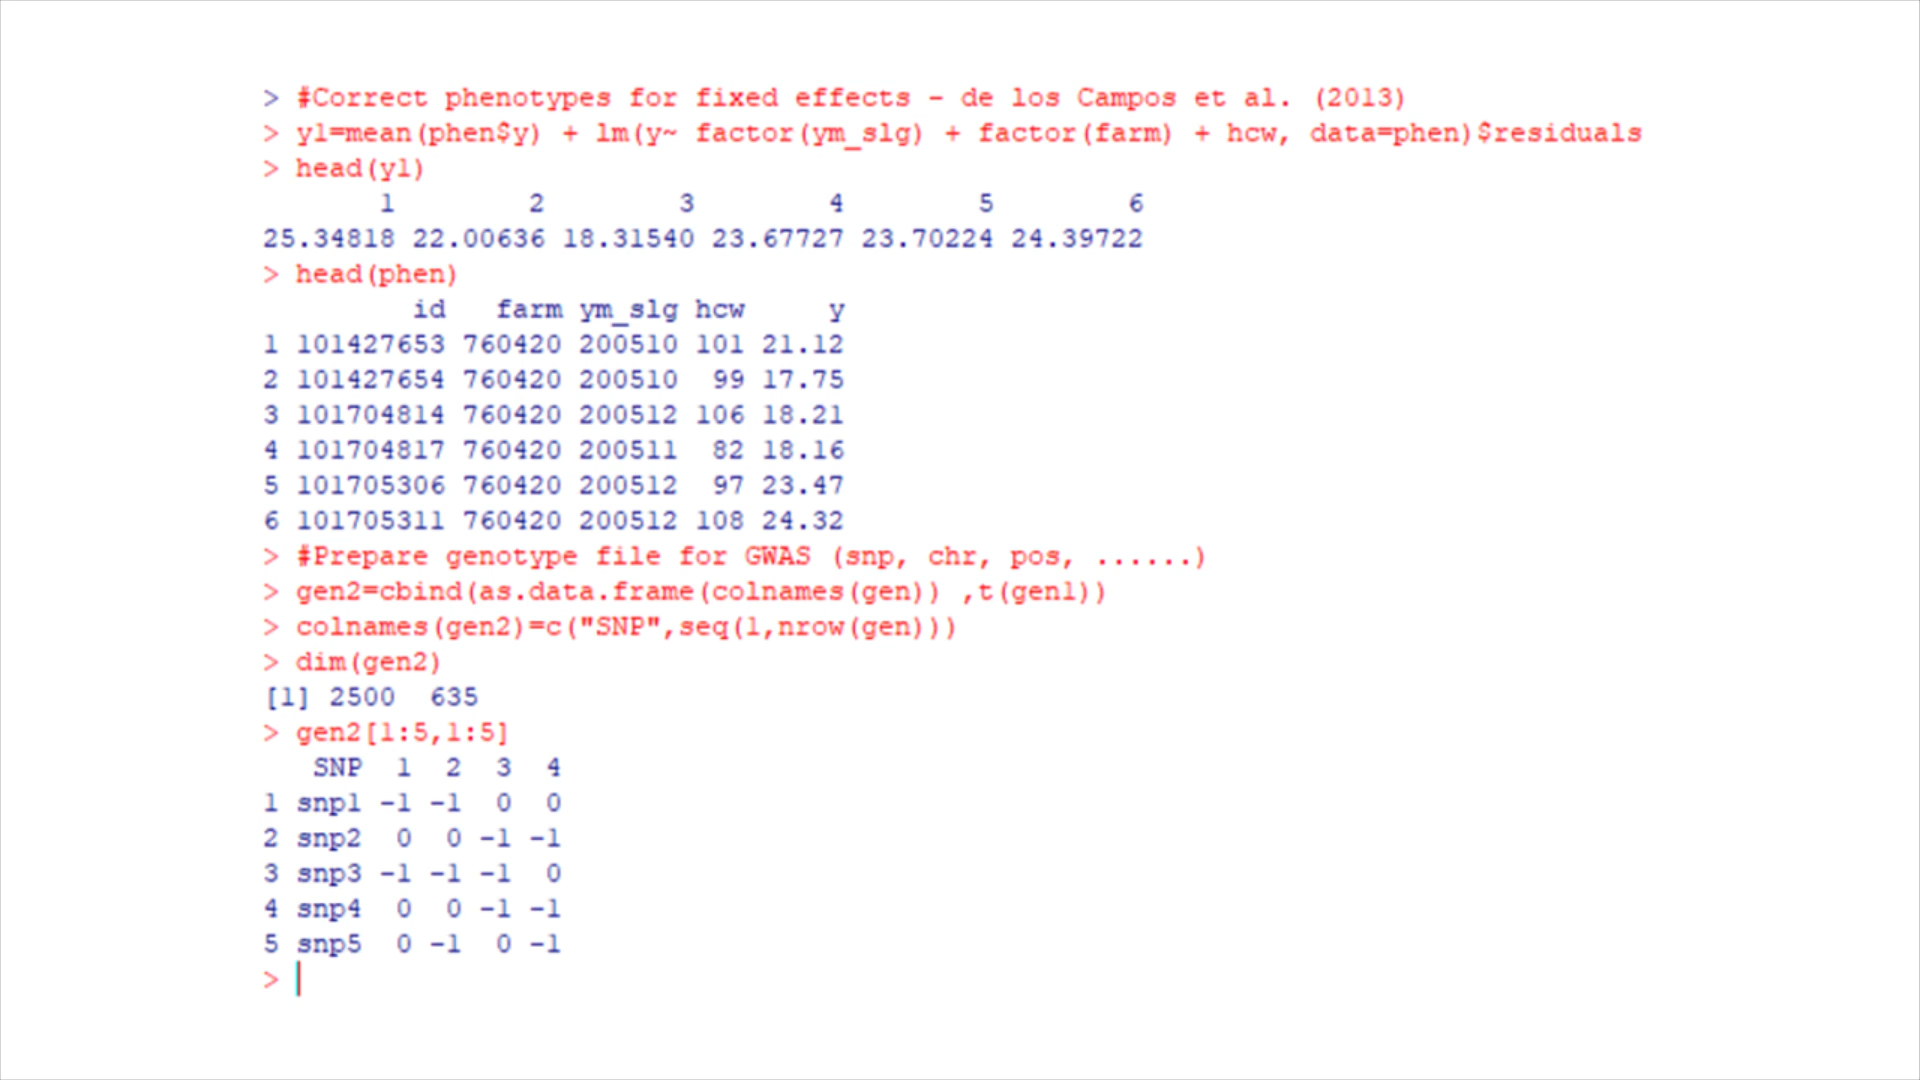 > #Correct phenotypes for fixed effects - de los Campos et al. (2013)
> y1=mean(phen$y) + lm(y~ factor(ym_slg) + factor(farm) + hcw, data=phen)$residuals
> head(y1)
       1        2        3        4        5        6
25.34818 22.00636 18.31540 23.67727 23.70224 24.39722
> head(phen)
         id   farm ym_slg hcw     y
1 101427653 760420 200510 101 21.12
2 101427654 760420 200510  99 17.75
3 101704814 760420 200512 106 18.21
4 101704817 760420 200511  82 18.16
5 101705306 760420 200512  97 23.47
6 101705311 760420 200512 108 24.32
> #Prepare genotype file for GWAS (snp, chr, pos, ......)
> gen2=cbind(as.data.frame(colnames(gen)) ,t(gen1))
> colnames(gen2)=c("SNP",seq(1,nrow(gen)))
> dim(gen2)
[1] 2500  635
> gen2[1:5,1:5]
   SNP  1  2  3  4
1 snp1 -1 -1  0  0
2 snp2  0  0 -1 -1
3 snp3 -1 -1 -1  0
4 snp4  0  0 -1 -1
5 snp5  0 -1  0 -1
>